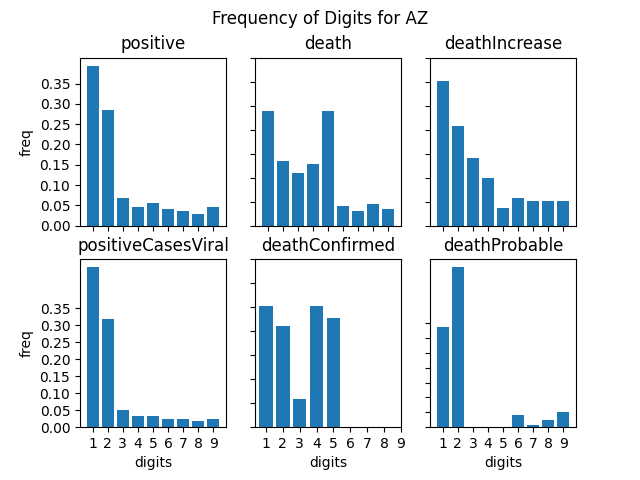 Frequency of Digits for AZ
positive
death
deathIncrease
freq
0.35
0.30
0.25
0.20
0.15
0.10
0.05
0.00
positiveCasesViral
deathConfirmed
deathProbable
freq
0.35
0.30
0.25
0.20
0.15
0.10
0.05
0.00
1 2 3 4 5 6 7 8 9
1 2 3 4 5 6 7 8 9
1 2 3 4 5 6 7 8 9
digits
digits
digits